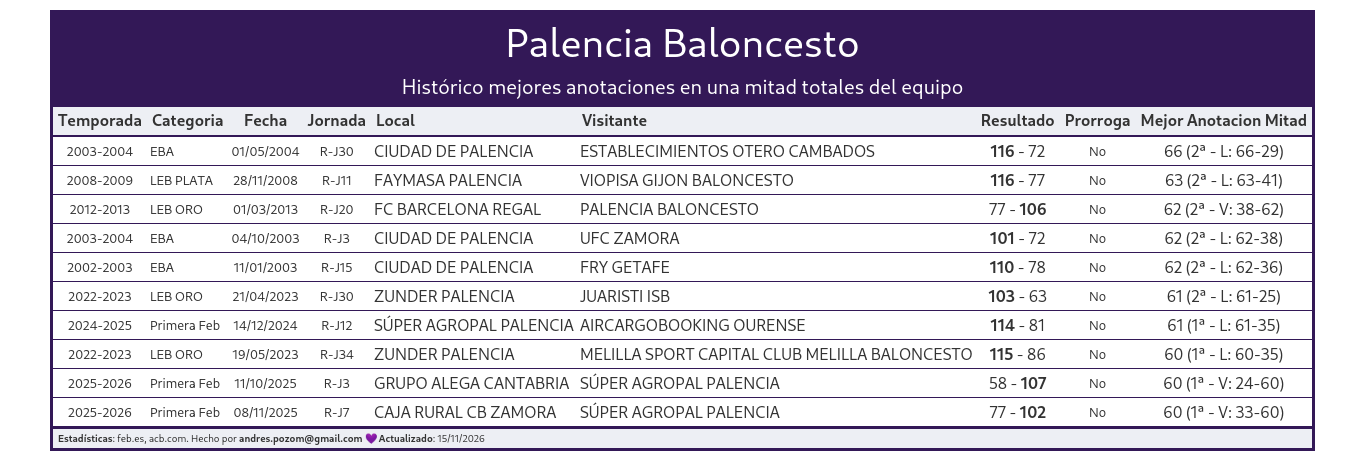 Palencia Baloncesto
Histórico mejores anotaciones en una mitad totales del equipo
Temporada Categoria Fecha Jornada Local Visitante Resultado Prorroga Mejor Anotacion Mitad
2003-2004 EBA 01/05/2004 R-J30 CIUDAD DE PALENCIA ESTABLECIMIENTOS OTERO CAMBADOS 116 - 72 No 66 (2ª - L: 66-29)
2008-2009 LEB PLATA 28/11/2008 R-J11 FAYMASA PALENCIA VIOPISA GIJON BALONCESTO 116 - 77 No 63 (2ª - L: 63-41)
2012-2013 LEB ORO 01/03/2013 R-J20 FC BARCELONA REGAL PALENCIA BALONCESTO 77 - 106 No 62 (2ª - V: 38-62)
2003-2004 EBA 04/10/2003 R-J3 CIUDAD DE PALENCIA UFC ZAMORA 101 - 72 No 62 (2ª - L: 62-38)
2002-2003 EBA 11/01/2003 R-J15 CIUDAD DE PALENCIA FRY GETAFE 110 - 78 No 62 (2ª - L: 62-36)
2022-2023 LEB ORO 21/04/2023 R-J30 ZUNDER PALENCIA JUARISTI ISB 103 - 63 No 61 (2ª - L: 61-25)
2024-2025 Primera Feb 14/12/2024 R-J12 SÚPER AGROPAL PALENCIA AIRCARGOBOOKING OURENSE 114 - 81 No 61 (1ª - L: 61-35)
2022-2023 LEB ORO 19/05/2023 R-J34 ZUNDER PALENCIA MELILLA SPORT CAPITAL CLUB MELILLA BALONCESTO 115 - 86 No 60 (1ª - L: 60-35)
2025-2026 Primera Feb 11/10/2025 R-J3 GRUPO ALEGA CANTABRIA SÚPER AGROPAL PALENCIA 58 - 107 No 60 (1ª - V: 24-60)
2025-2026 Primera Feb 08/11/2025 R-J7 CAJA RURAL CB ZAMORA SÚPER AGROPAL PALENCIA 77 - 102 No 60 (1ª - V: 33-60)
Estadísticas: feb.es, acb.com. Hecho por andres.pozom@gmail.com 💜 Actualizado: 15/11/2026